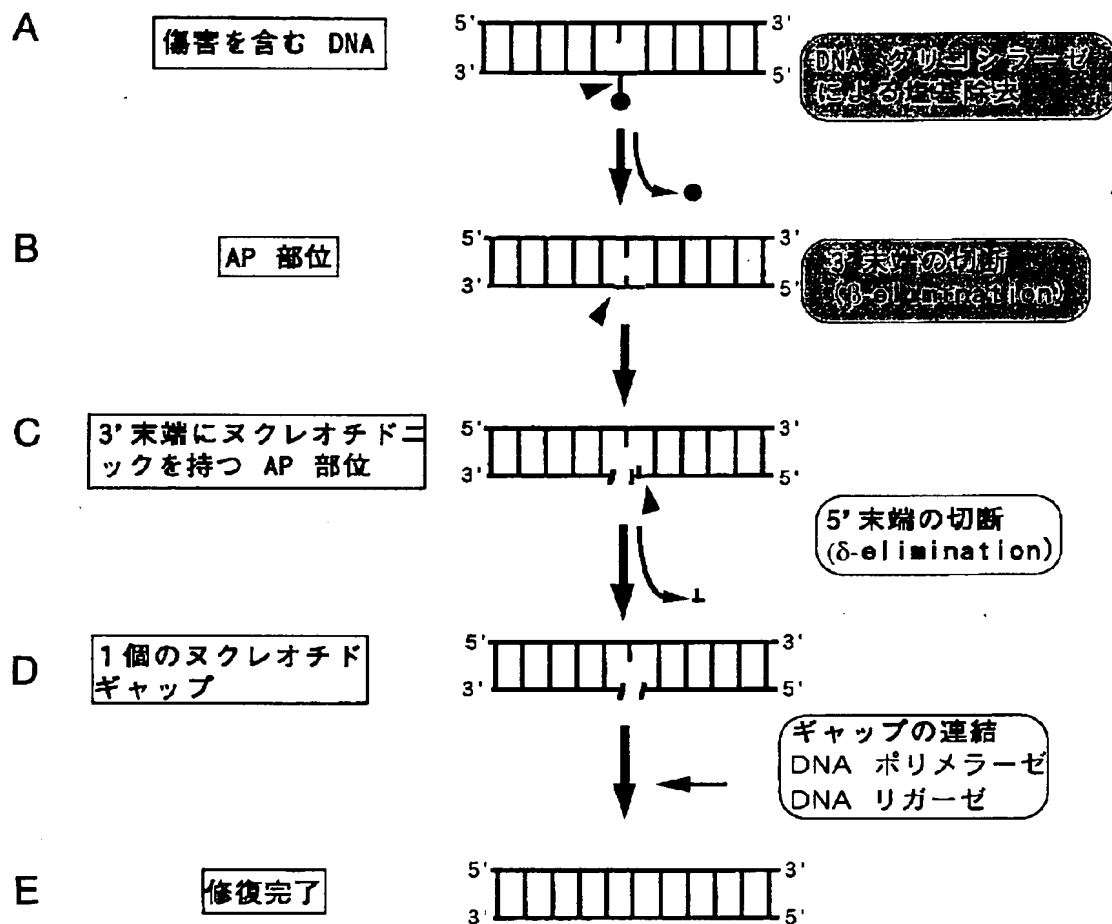 A
傷害を含む DNA
5'
3'
3'
5'
DNA グリコシラーゼ
による塩基除去
B
AP 部位
5'
3'
3'
5'
3'末端の切断
(β-elimination)
C
3'末端にヌクレオチドニ
ックを持つ AP 部位
5'
3'
3'
5'
5'末端の切断
(δ-elimination)
D
1個のヌクレオチド
ギャップ
5'
3'
3'
5'
ギャップの連結
DNA ポリメラーゼ
DNA リガーゼ
E
修復完了
5'
3'
3'
5'